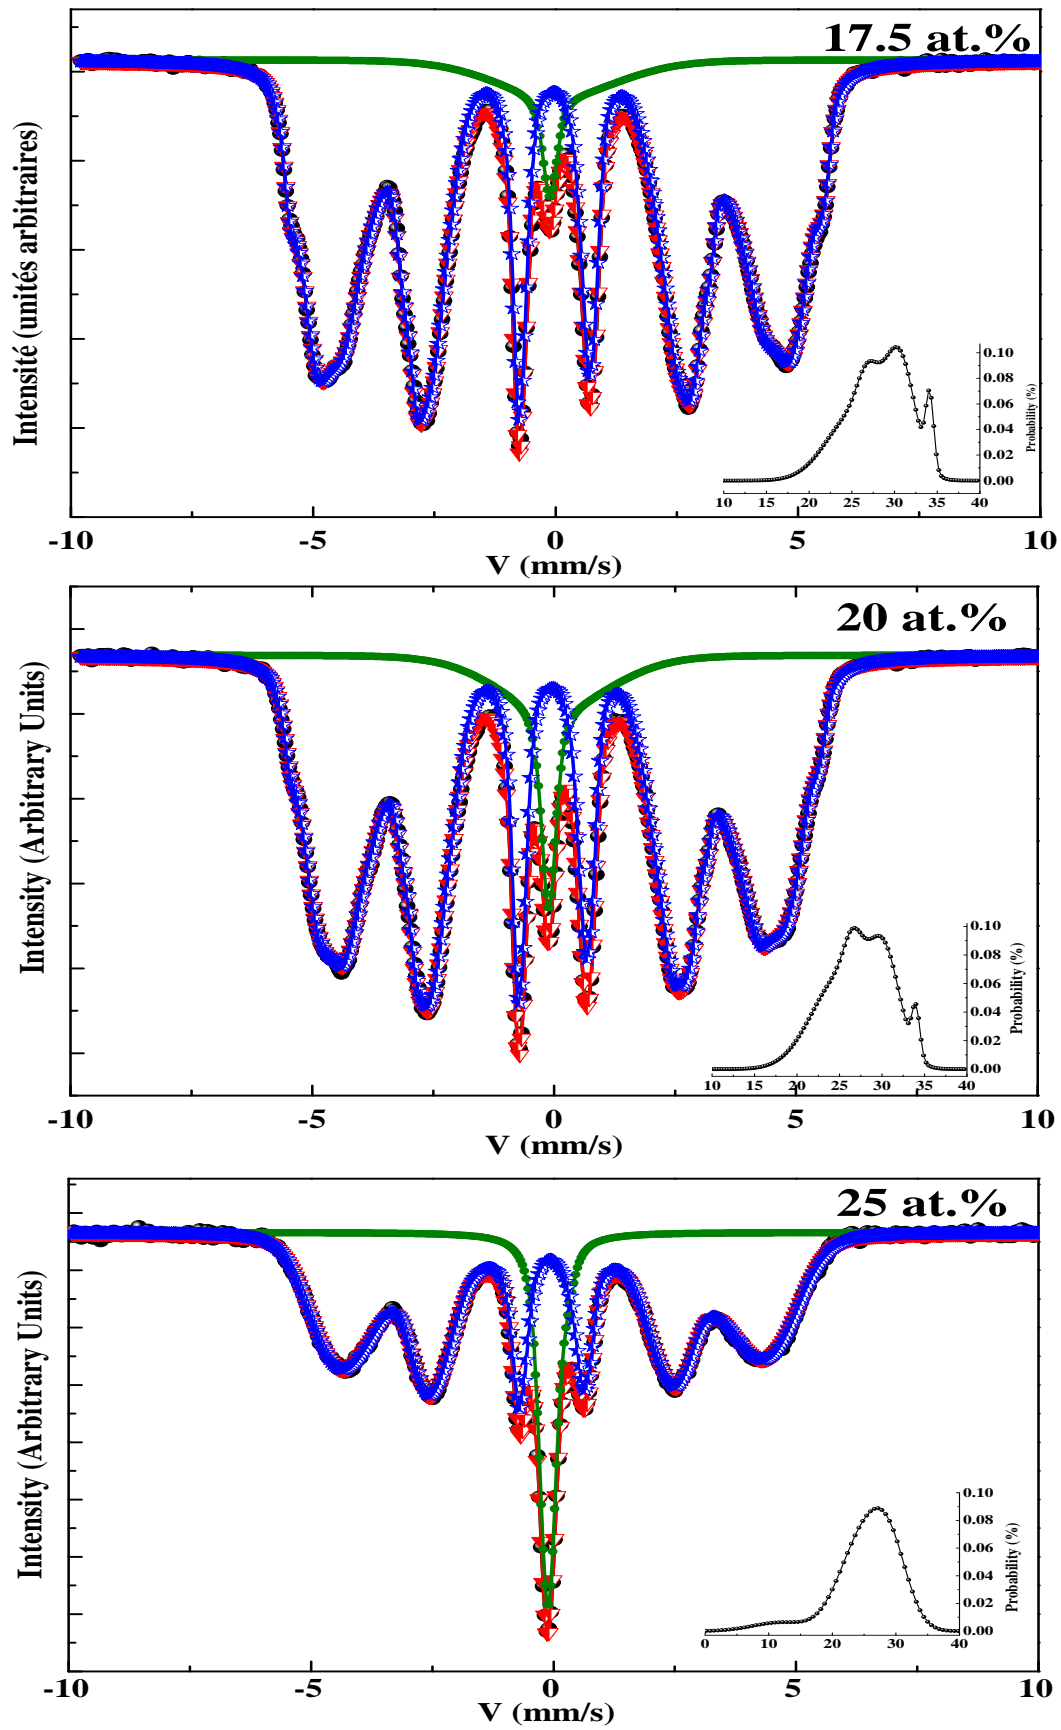 17.5 at.%
Intensité (unités arbitraires)
0.10
0.08
0.06
0.04
0.02
0.00
Probability (%)
10 15 20 25 30 35 40
-10 -5 0 5 10
V (mm/s)
20 at.%
Intensity (Arbitrary Units)
0.10
0.08
0.06
0.04
0.02
0.00
Probability (%)
10 15 20 25 30 35 40
-10 -5 0 5 10
V (mm/s)
25 at.%
Intensity (Arbitrary Units)
0.10
0.08
0.06
0.04
0.02
0.00
Probability (%)
0 10 20 30 40
-10 -5 0 5 10
V (mm/s)